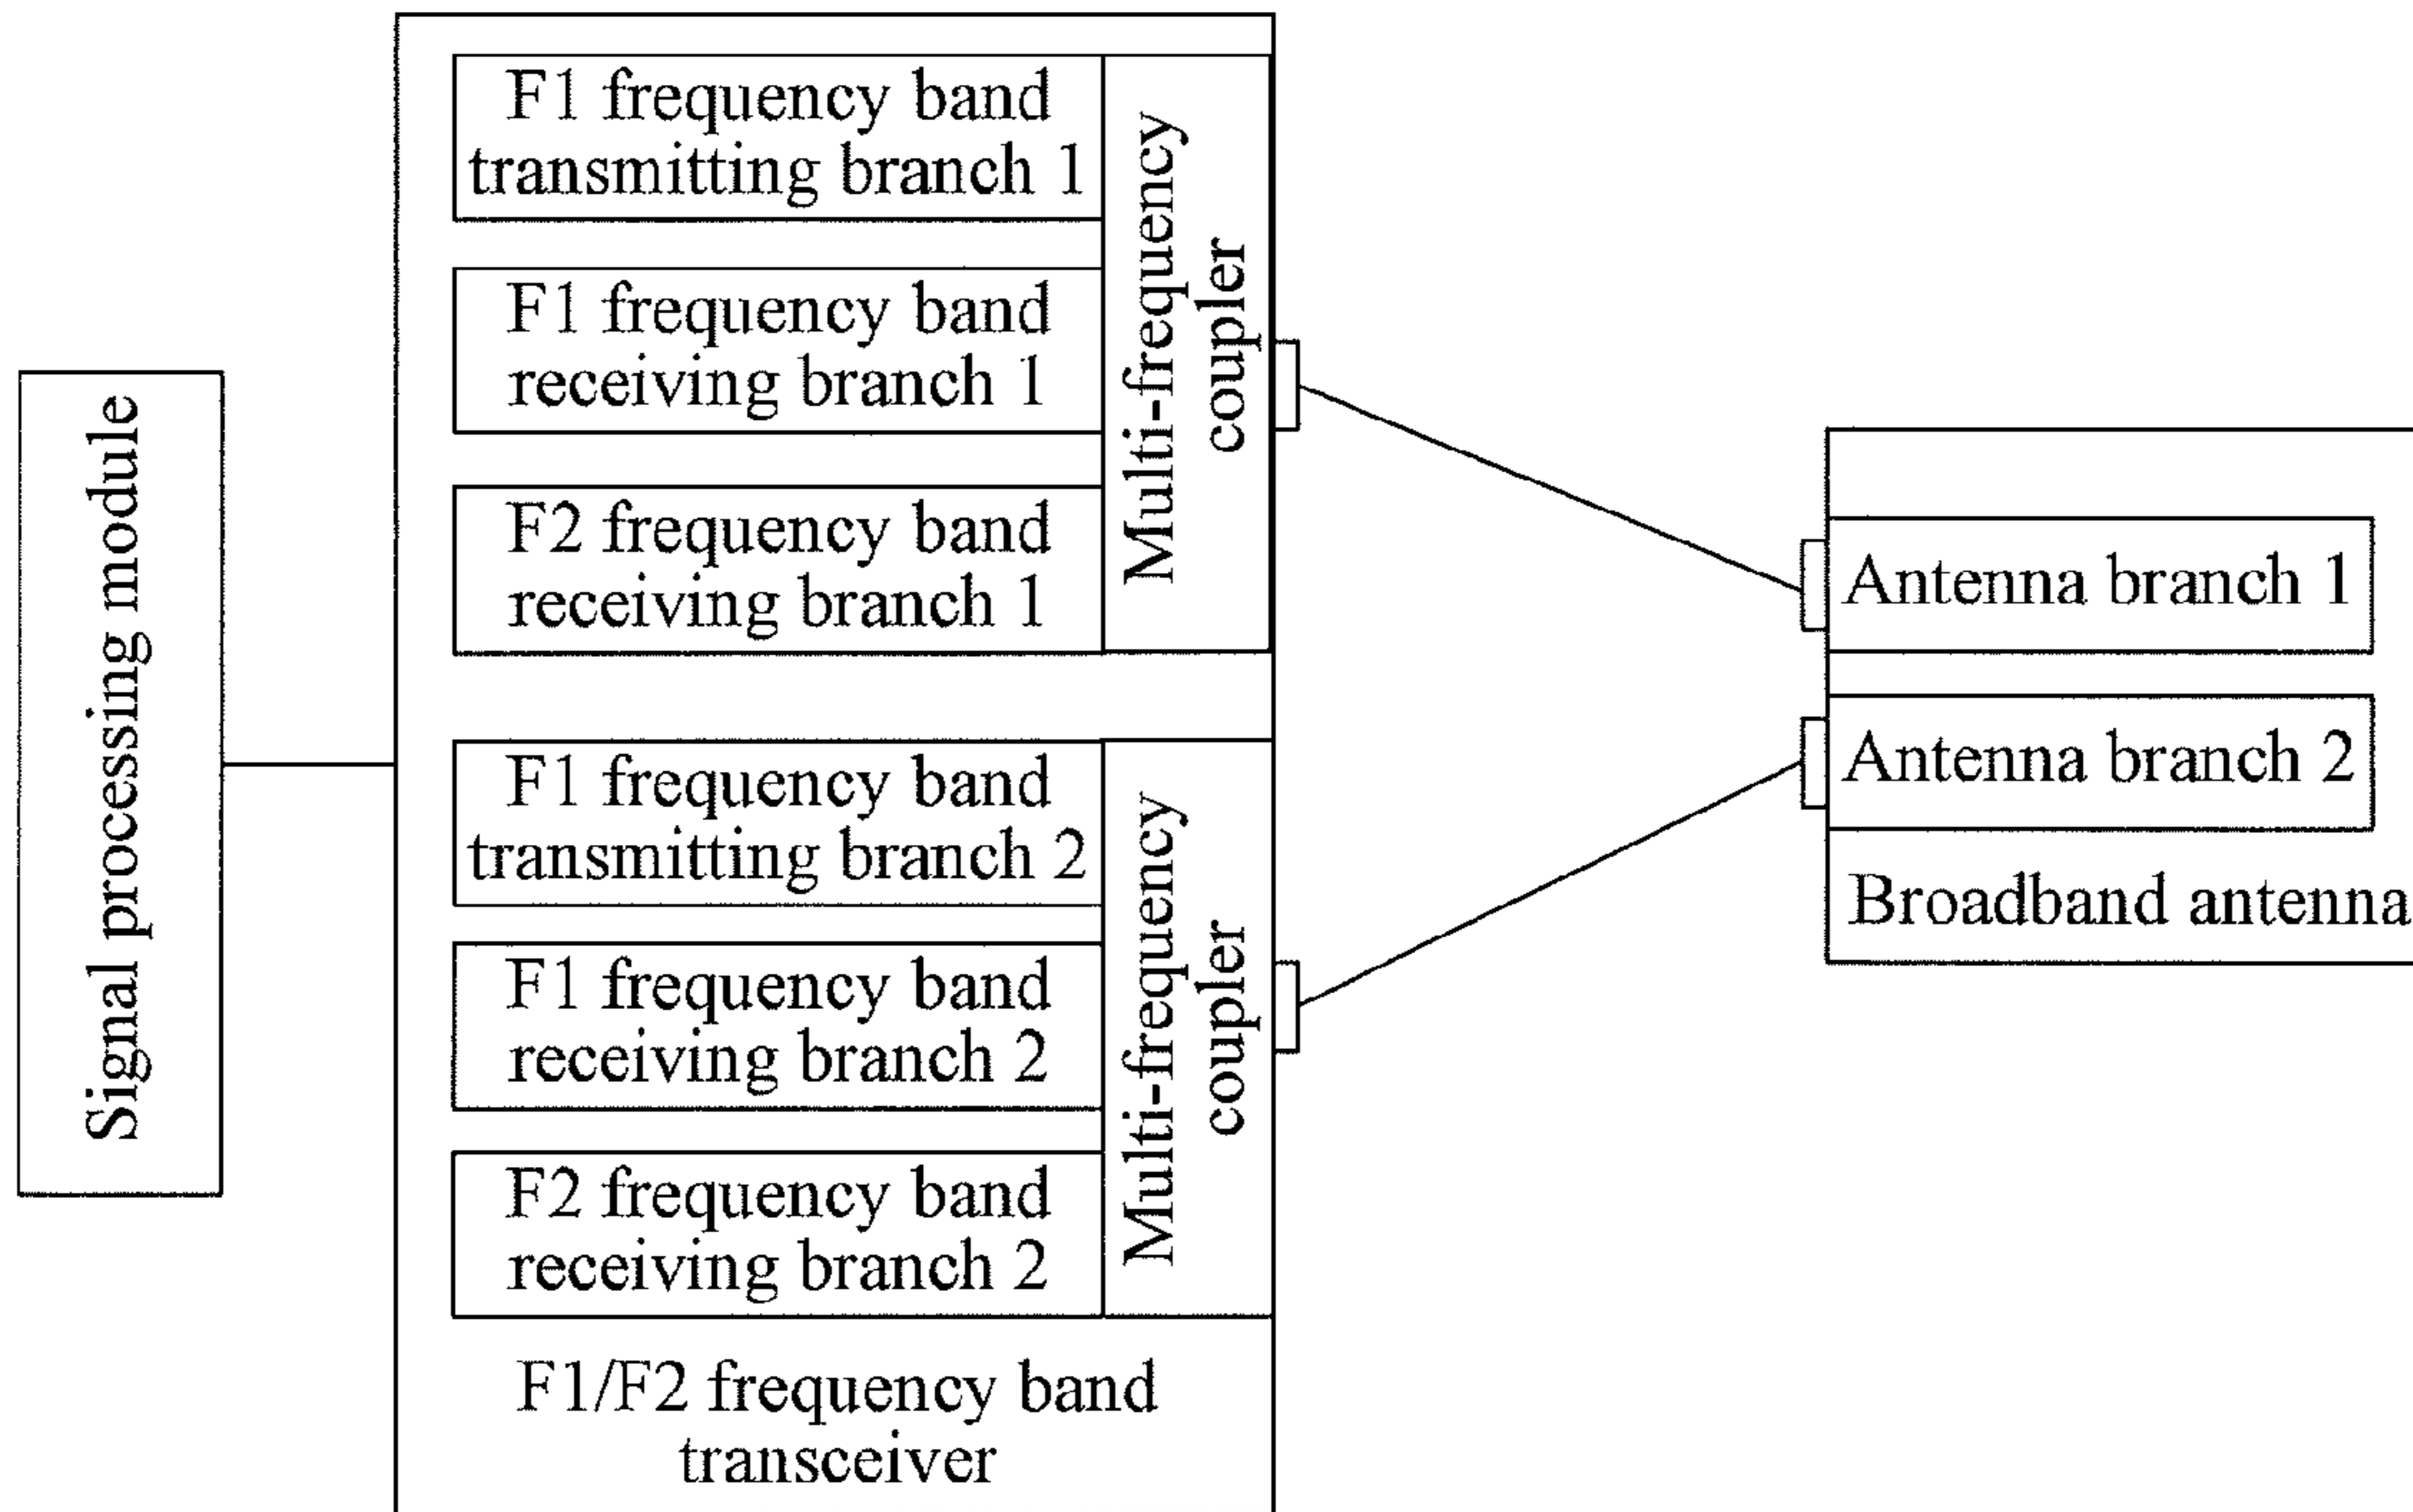 Signal processing module
F1 frequency band
transmitting branch 1
F1 frequency band
receiving branch 1
F2 frequency band
receiving branch 1
Multi-frequency
coupler
F1 frequency band
transmitting branch 2
F1 frequency band
receiving branch 2
F2 frequency band
receiving branch 2
Multi-frequency
coupler
F1/F2 frequency band
transceiver
Antenna branch 1
Antenna branch 2
Broadband antenna